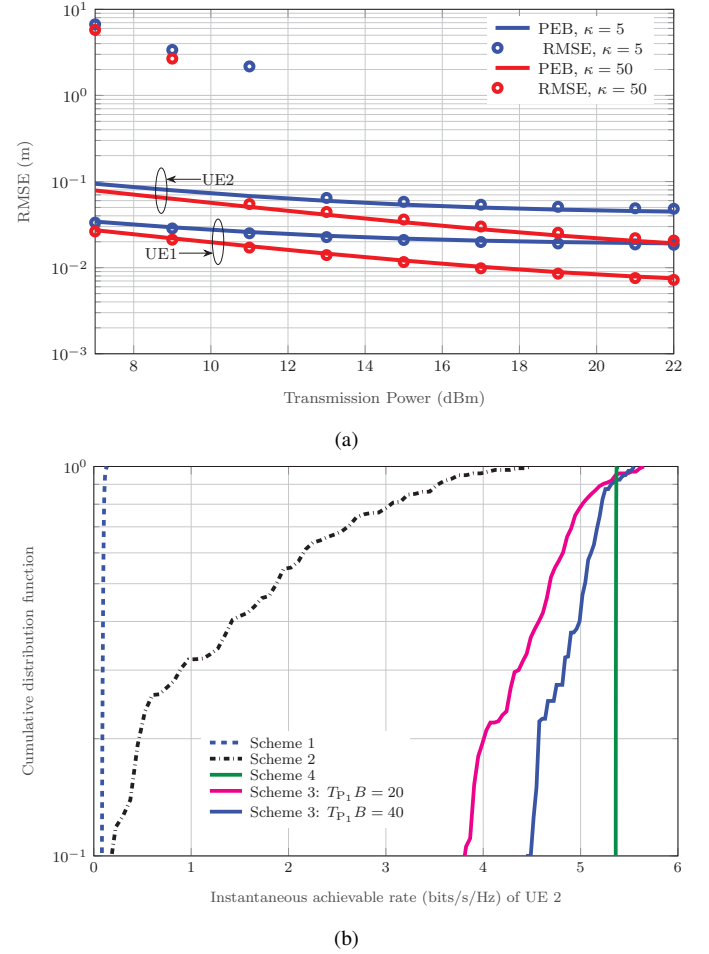 10^1
10^0
10^-1
10^-2
10^-3
RMSE (m)
PEB, κ = 5
RMSE, κ = 5
PEB, κ = 50
RMSE, κ = 50
UE2
UE1
8 10 12 14 16 18 20 22
Transmission Power (dBm)
(a)
10^0
10^-1
Cumulative distribution function
Scheme 1
Scheme 2
Scheme 4
Scheme 3: T_{P_1}B = 20
Scheme 3: T_{P_1}B = 40
0 1 2 3 4 5 6
Instantaneous achievable rate (bits/s/Hz) of UE 2
(b)